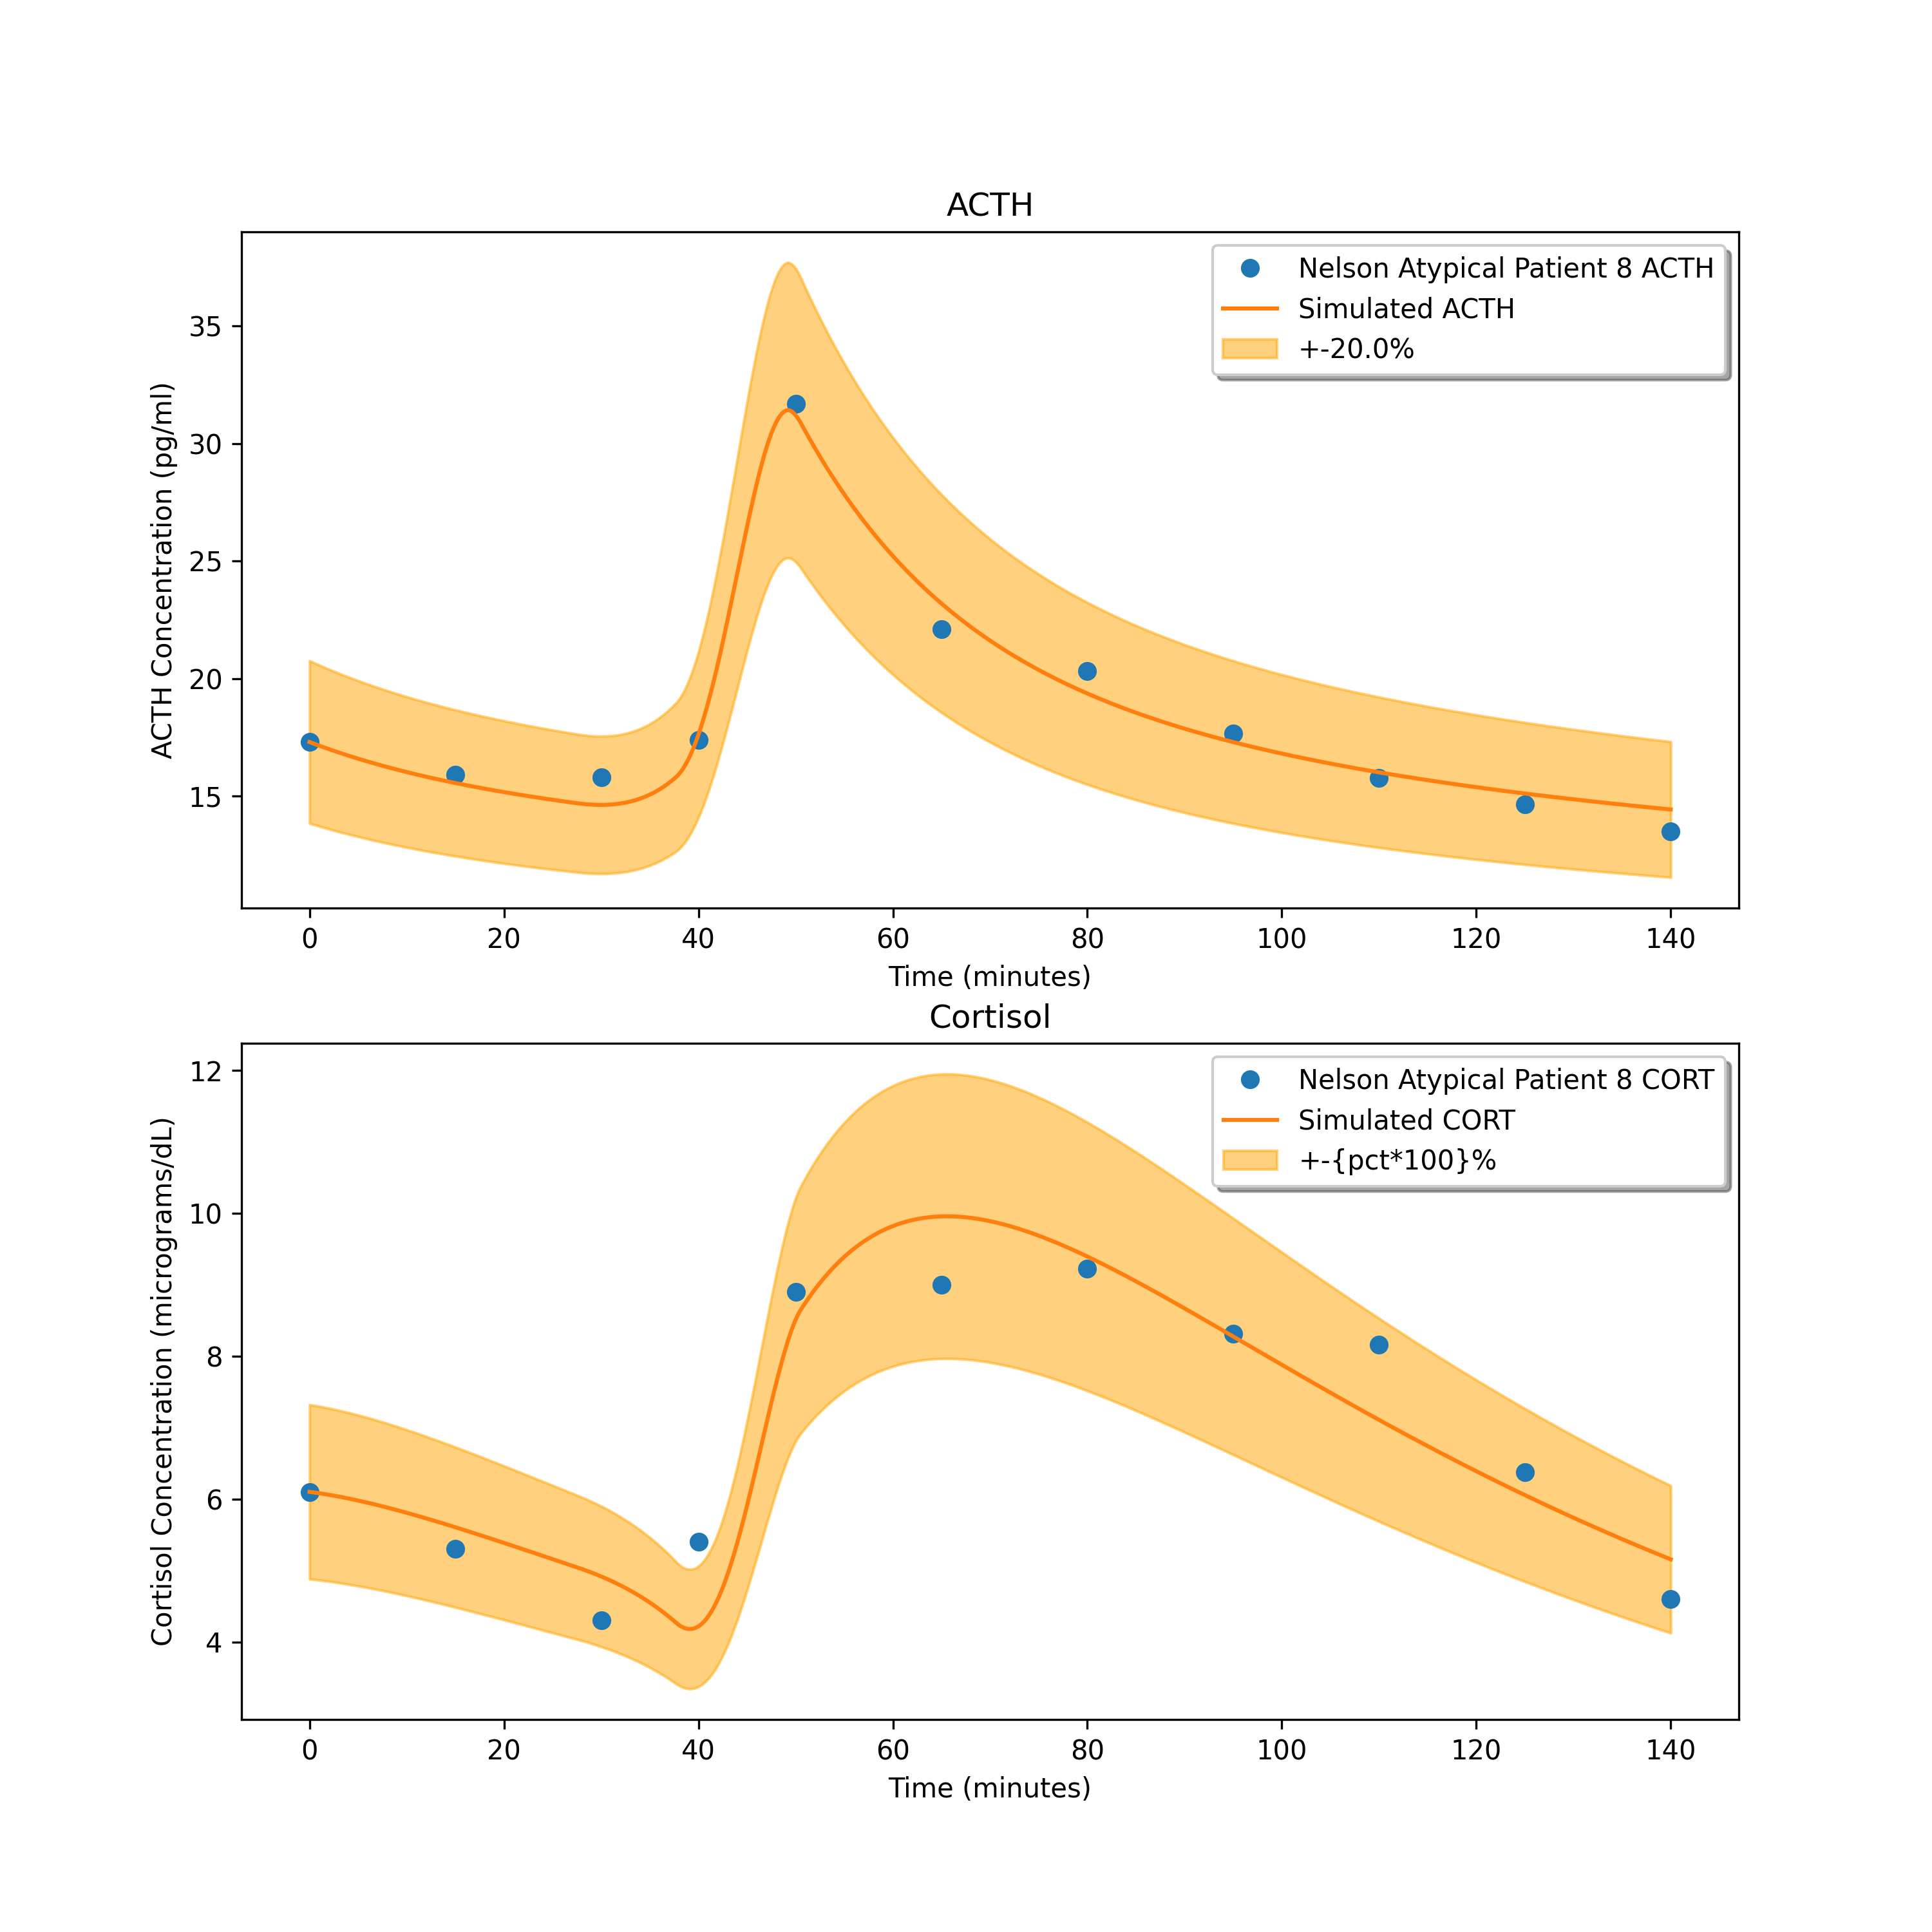 ACTH
Nelson Atypical Patient 8 ACTH
Simulated ACTH
+-20.0%
ACTH Concentration (pg/ml)
35
30
25
20
15
0 20 40 60 80 100 120 140
Time (minutes)
Cortisol
Nelson Atypical Patient 8 CORT
Simulated CORT
+-{pct*100}%
Cortisol Concentration (micrograms/dL)
12
10
8
6
4
0 20 40 60 80 100 120 140
Time (minutes)